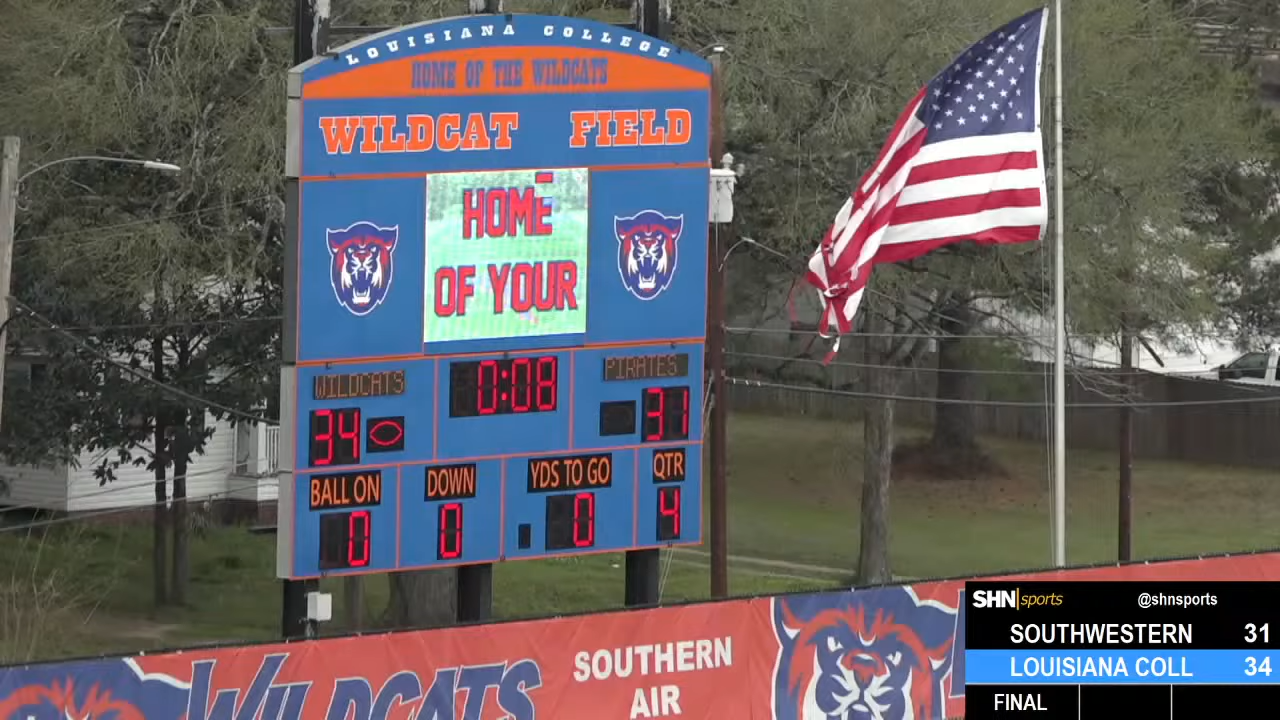 LOUISIANA COLLEGE
HOME OF THE WILDCATS
WILDCAT FIELD
HOME
OF YOUR
WILDCATS 0:08 PIRATES
34 31
BALL ON DOWN YDS TO GO QTR
0 0 0 4
WILDCATS
SOUTHERN
AIR
SHN sports @shnsports
SOUTHWESTERN 31
LOUISIANA COLL 34
FINAL